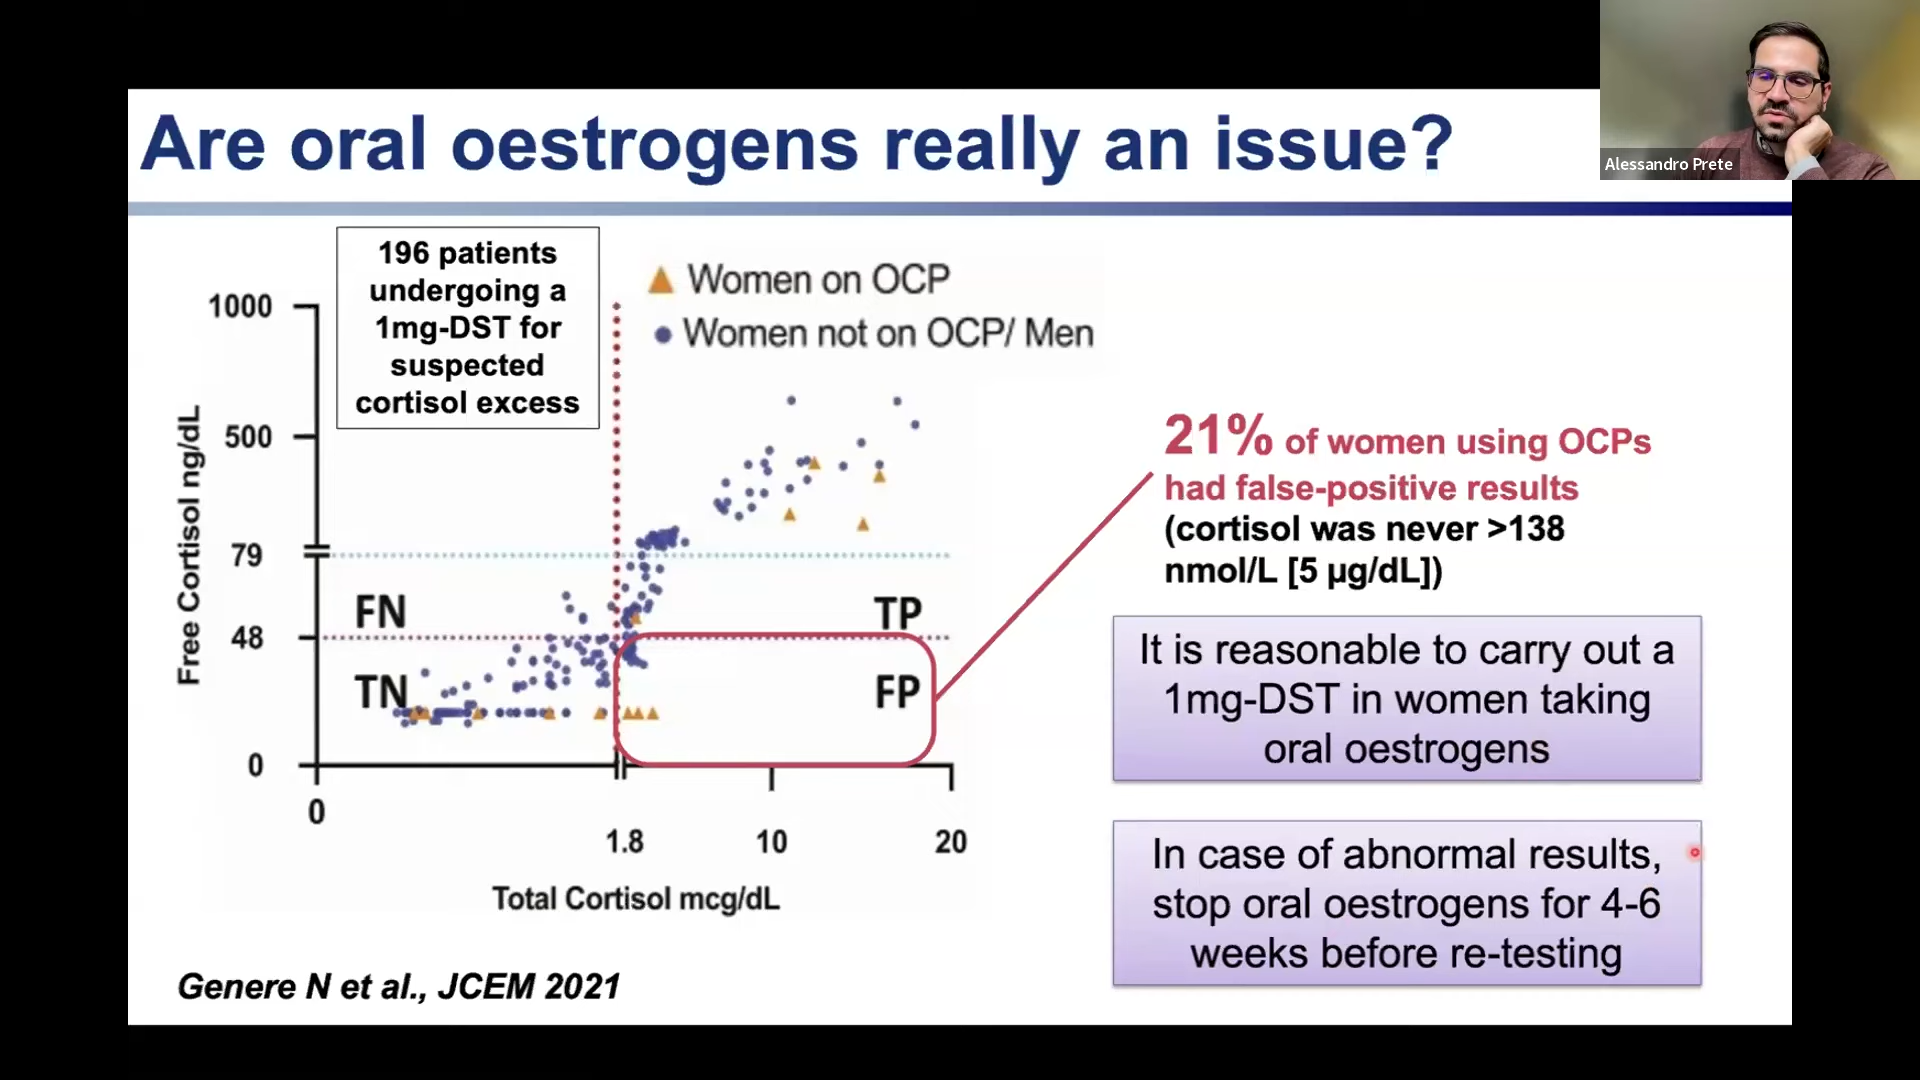 Are oral oestrogens really an issue?
Alessandro Prete
196 patients
undergoing a
1mg-DST for
suspected
cortisol excess
Women on OCP
Women not on OCP/ Men
1000
500
79
48
0
Free Cortisol ng/dL
FN
TP
TN
FP
0
1.8
10
20
Total Cortisol mcg/dL
21% of women using OCPs
had false-positive results
(cortisol was never >138
nmol/L [5 µg/dL])
It is reasonable to carry out a
1mg-DST in women taking
oral oestrogens
In case of abnormal results,
stop oral oestrogens for 4-6
weeks before re-testing
Genere N et al., JCEM 2021